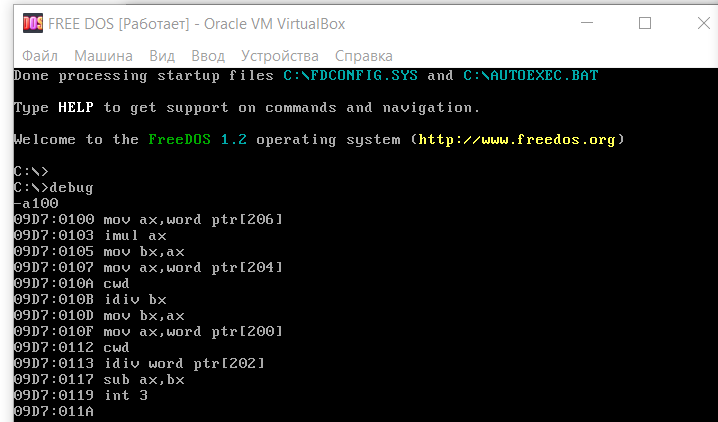 DOS FREE DOS [Работает] - Oracle VM VirtualBox
Файл Машина Вид Ввод Устройства Справка
Done processing startup files C:\FDCONFIG.SYS and C:\AUTOEXEC.BAT
Type HELP to get support on commands and navigation.
Welcome to the FreeDOS 1.2 operating system (http://www.freedos.org)
C:\>
C:\>debug
-a100
09D7:0100 mov ax,word ptr[206]
09D7:0103 imul ax
09D7:0105 mov bx,ax
09D7:0107 mov ax,word ptr[204]
09D7:010A cwd
09D7:010B idiv bx
09D7:010D mov bx,ax
09D7:010F mov ax,word ptr[200]
09D7:0112 cwd
09D7:0113 idiv word ptr[202]
09D7:0117 sub ax,bx
09D7:0119 int 3
09D7:011A